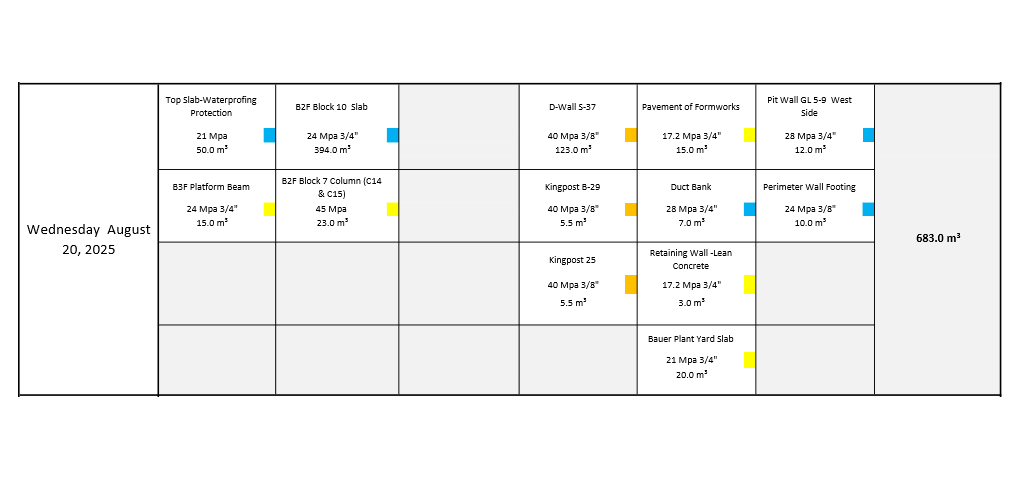 Wednesday August
20, 2025
Top Slab-Waterprofing
Protection
21 Mpa
50.0 m³
B2F Block 10 Slab
24 Mpa 3/4"
394.0 m³
D-Wall S-37
40 Mpa 3/8"
123.0 m³
Pavement of Formworks
17.2 Mpa 3/4"
15.0 m³
Pit Wall GL 5-9 West
Side
28 Mpa 3/4"
12.0 m³
B3F Platform Beam
24 Mpa 3/4"
15.0 m³
B2F Block 7 Column (C14
& C15)
45 Mpa
23.0 m³
Kingpost B-29
40 Mpa 3/8"
5.5 m³
Duct Bank
28 Mpa 3/4"
7.0 m³
Perimeter Wall Footing
24 Mpa 3/8"
10.0 m³
683.0 m³
Kingpost 25
40 Mpa 3/8"
5.5 m³
Retaining Wall -Lean
Concrete
17.2 Mpa 3/4"
3.0 m³
Bauer Plant Yard Slab
21 Mpa 3/4"
20.0 m³